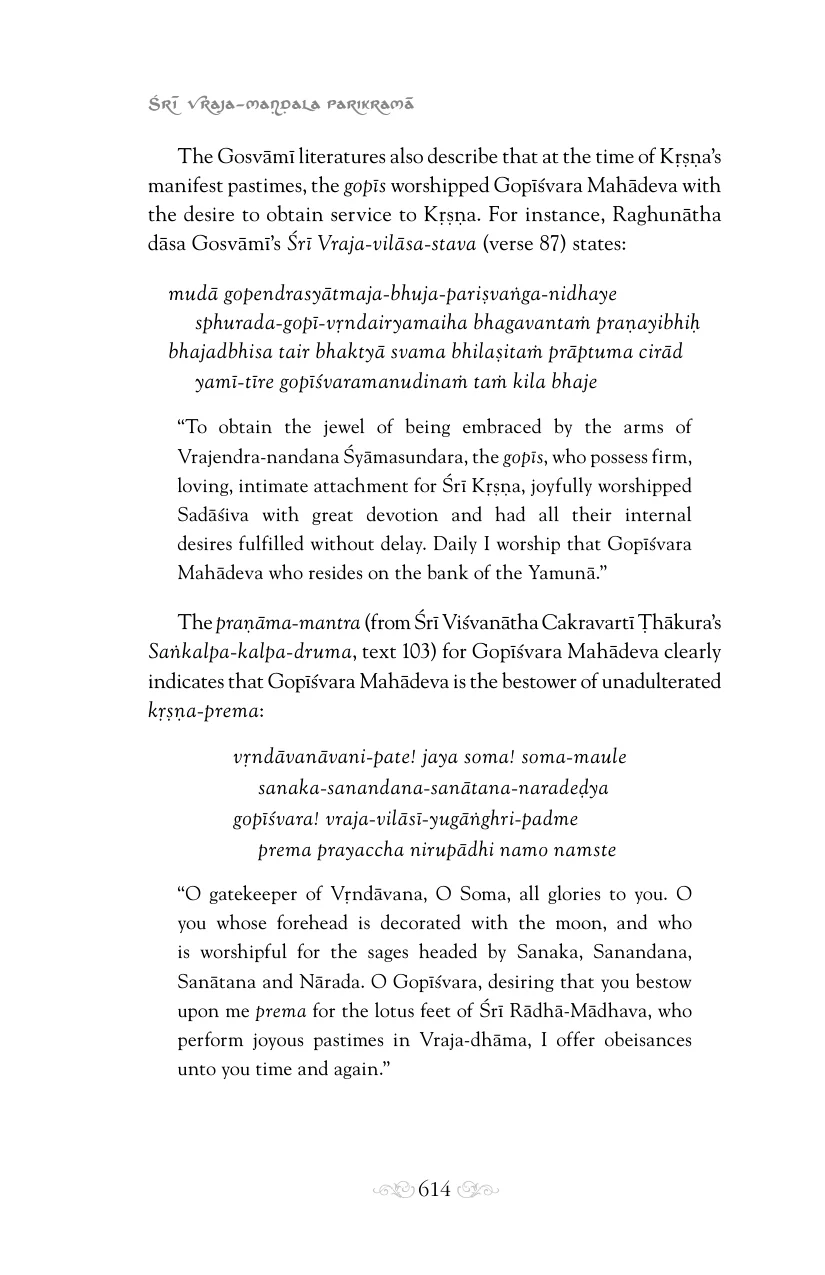 Śrī Vraja-maṇḍala Parikramā
The Gosvāmī literatures also describe that at the time of Kṛṣṇa’s
manifest pastimes, the gopīs worshipped Gopīśvara Mahādeva with
the desire to obtain service to Kṛṣṇa. For instance, Raghunātha
dāsa Gosvāmī’s Śrī Vraja-vilāsa-stava (verse 87) states:
mudā gopendrasyātmaja-bhuja-pariṣvaṅga-nidhaye
sphurada-gopī-vṛndairyamaiha bhagavantaṁ praṇayibhiḥ
bhajadbhisa tair bhaktyā svama bhilaṣitaṁ prāptuma cirād
yamī-tīre gopīśvaramanudinaṁ taṁ kila bhaje
“To obtain the jewel of being embraced by the arms of
Vrajendra-nandana Śyāmasundara, the gopīs, who possess firm,
loving, intimate attachment for Śrī Kṛṣṇa, joyfully worshipped
Sadāśiva with great devotion and had all their internal
desires fulfilled without delay. Daily I worship that Gopīśvara
Mahādeva who resides on the bank of the Yamunā.”
The praṇāma-mantra (from Śrī Viśvanātha Cakravartī Ṭhākura’s
Saṅkalpa-kalpa-druma, text 103) for Gopīśvara Mahādeva clearly
indicates that Gopīśvara Mahādeva is the bestower of unadulterated
kṛṣṇa-prema:
vṛndāvanāvani-pate! jaya soma! soma-maule
sanaka-sanandana-sanātana-naradeḍya
gopīśvara! vraja-vilāsī-yugāṅghri-padme
prema prayaccha nirupādhi namo namste
“O gatekeeper of Vṛndāvana, O Soma, all glories to you. O
you whose forehead is decorated with the moon, and who
is worshipful for the sages headed by Sanaka, Sanandana,
Sanātana and Nārada. O Gopīśvara, desiring that you bestow
upon me prema for the lotus feet of Śrī Rādhā-Mādhava, who
perform joyous pastimes in Vraja-dhāma, I offer obeisances
unto you time and again.”
614